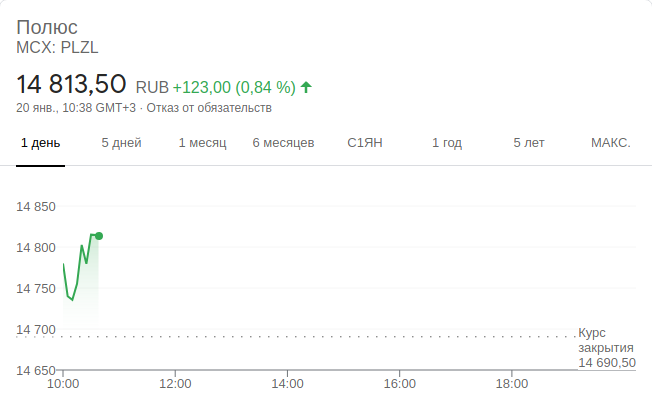 Полюс
MCX: PLZL
14 813,50 RUB +123,00 (0,84 %)
20 янв., 10:38 GMT+3 · Отказ от обязательств
1 день 5 дней 1 месяц 6 месяцев С1ЯН 1 год 5 лет МАКС.
14 850
14 800
14 750
14 700
Курс
закрытия
14 690,50
14 650
10:00 12:00 14:00 16:00 18:00